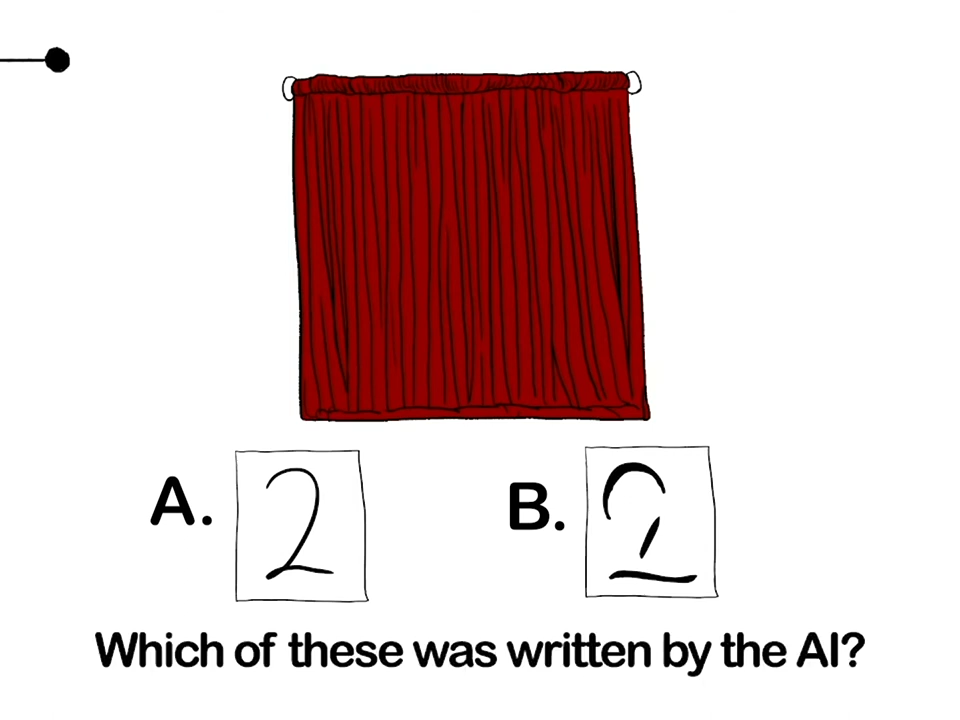 A. 2 B. 2
Which of these was written by the AI?